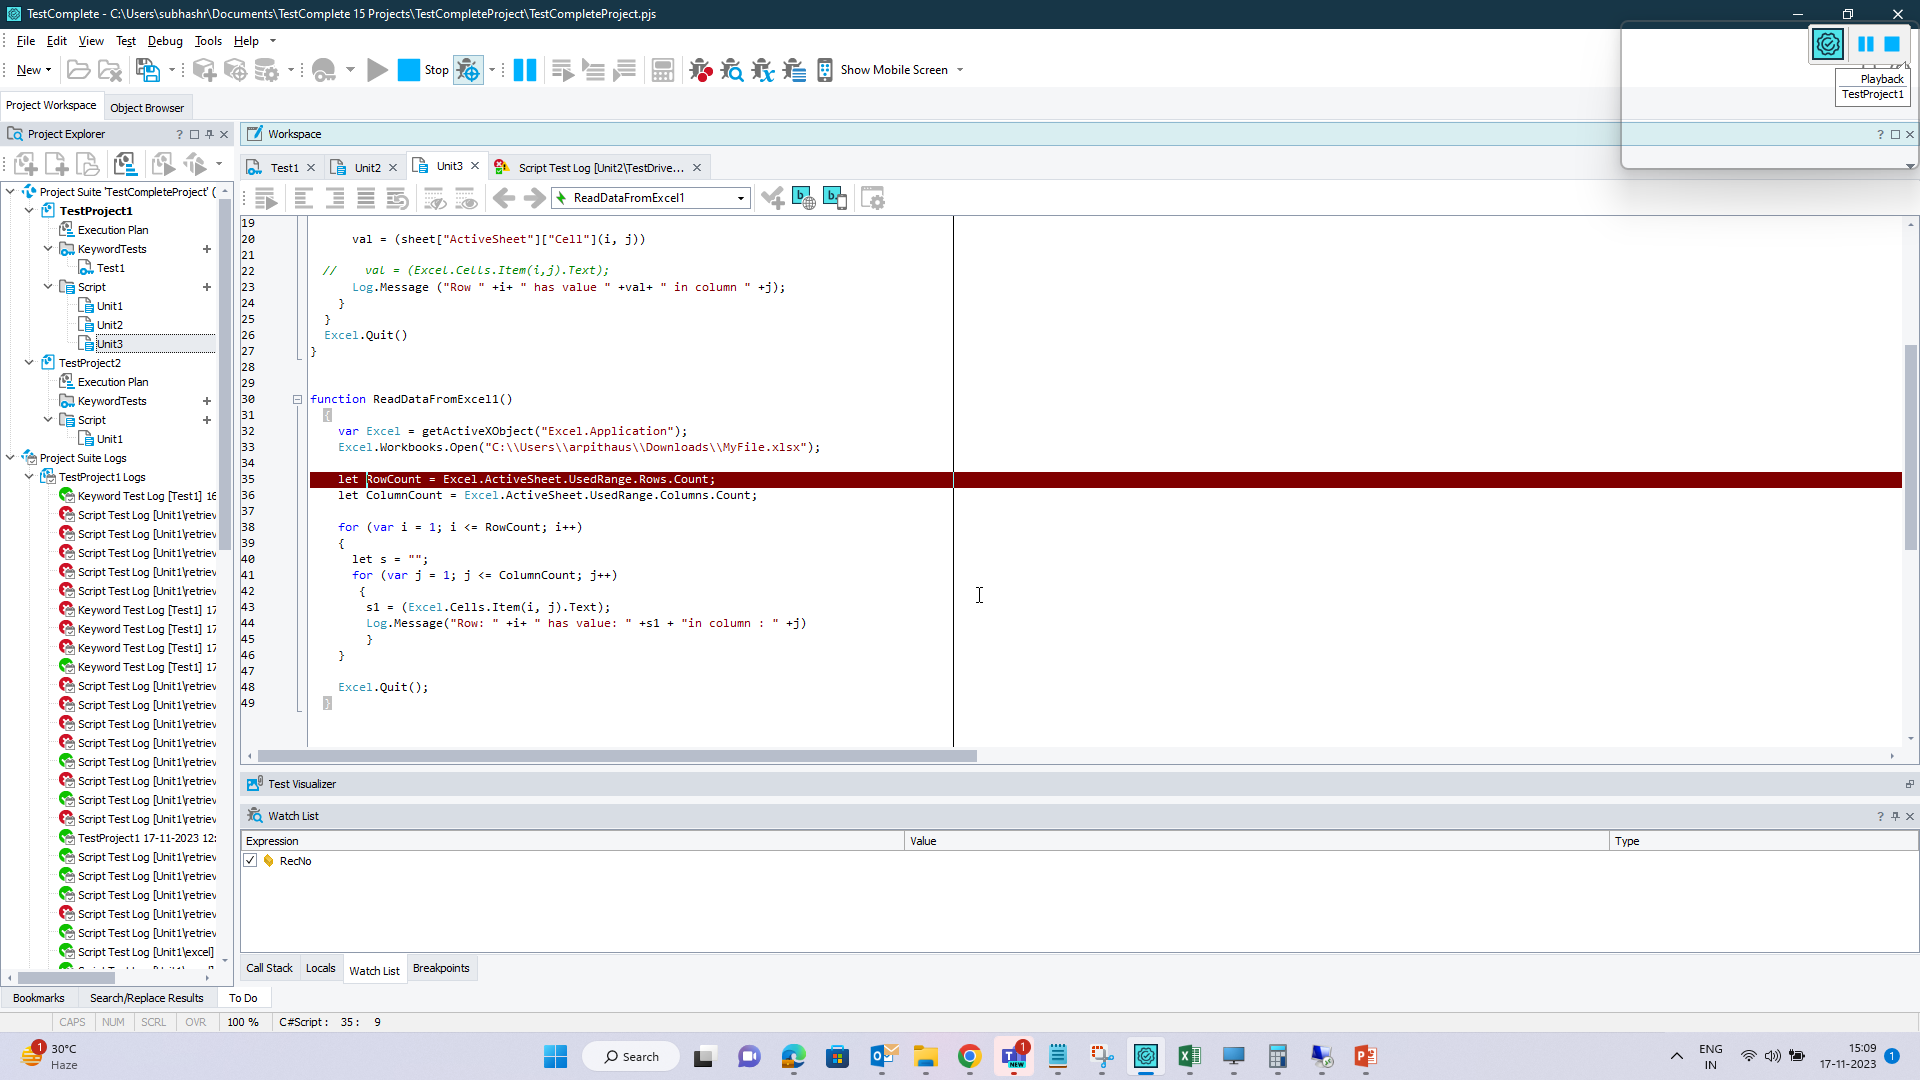 TestComplete - C:\Users\subhashr\Documents\TestComplete 15 Projects\TestCompleteProject\TestCompleteProject.pjs
File Edit View Test Debug Tools Help
New Stop Show Mobile Screen
Playback
TestProject1
Project Workspace Object Browser
Project Explorer
Workspace
Test1 Unit2 Unit3 Script Test Log [Unit2\TestDrive...
ReadDataFromExcel1
Project Suite 'TestCompleteProject' (
TestProject1
Execution Plan
KeywordTests
Test1
Script
Unit1
Unit2
Unit3
TestProject2
Execution Plan
KeywordTests
Script
Unit1
Project Suite Logs
TestProject1 Logs
Keyword Test Log [Test1] 16
Script Test Log [Unit1\retriev
Script Test Log [Unit1\retriev
Script Test Log [Unit1\retriev
Script Test Log [Unit1\retriev
Script Test Log [Unit1\retriev
Keyword Test Log [Test1] 17
Keyword Test Log [Test1] 17
Keyword Test Log [Test1] 17
Keyword Test Log [Test1] 17
Script Test Log [Unit1\retriev
Script Test Log [Unit1\retriev
Script Test Log [Unit1\retriev
Script Test Log [Unit1\retriev
Script Test Log [Unit1\retriev
Script Test Log [Unit1\retriev
Script Test Log [Unit1\retriev
Script Test Log [Unit1\retriev
TestProject1 17-11-2023 12:
Script Test Log [Unit1\retriev
Script Test Log [Unit1\retriev
Script Test Log [Unit1\retriev
Script Test Log [Unit1\retriev
Script Test Log [Unit1\retriev
Script Test Log [Unit1\excel]
19
20 val = (sheet["ActiveSheet"]["Cell"](i, j))
21
22 // val = (Excel.Cells.Item(i,j).Text);
23 Log.Message ("Row " +i+ " has value " +val+ " in column " +j);
24 }
25 }
26 Excel.Quit()
27 }
28
29
30 function ReadDataFromExcel1()
31 {
32 var Excel = getActiveXObject("Excel.Application");
33 Excel.Workbooks.Open("C:\\Users\\arpithaus\\Downloads\\MyFile.xlsx");
34
35 let RowCount = Excel.ActiveSheet.UsedRange.Rows.Count;
36 let ColumnCount = Excel.ActiveSheet.UsedRange.Columns.Count;
37
38 for (var i = 1; i <= RowCount; i++)
39 {
40 let s = "";
41 for (var j = 1; j <= ColumnCount; j++)
42 {
43 s1 = (Excel.Cells.Item(i, j).Text);
44 Log.Message("Row: " +i+ " has value: " +s1 + "in column : " +j)
45 }
46 }
47
48 Excel.Quit();
49 }
Test Visualizer
Watch List
Expression Value Type
RecNo
Call Stack Locals Watch List Breakpoints
Bookmarks Search/Replace Results To Do
CAPS NUM SCRL OVR 100 % C#Script : 35: 9
1 30°C
Haze
Search
1
NEW
ENG
IN
15:09
17-11-2023
1